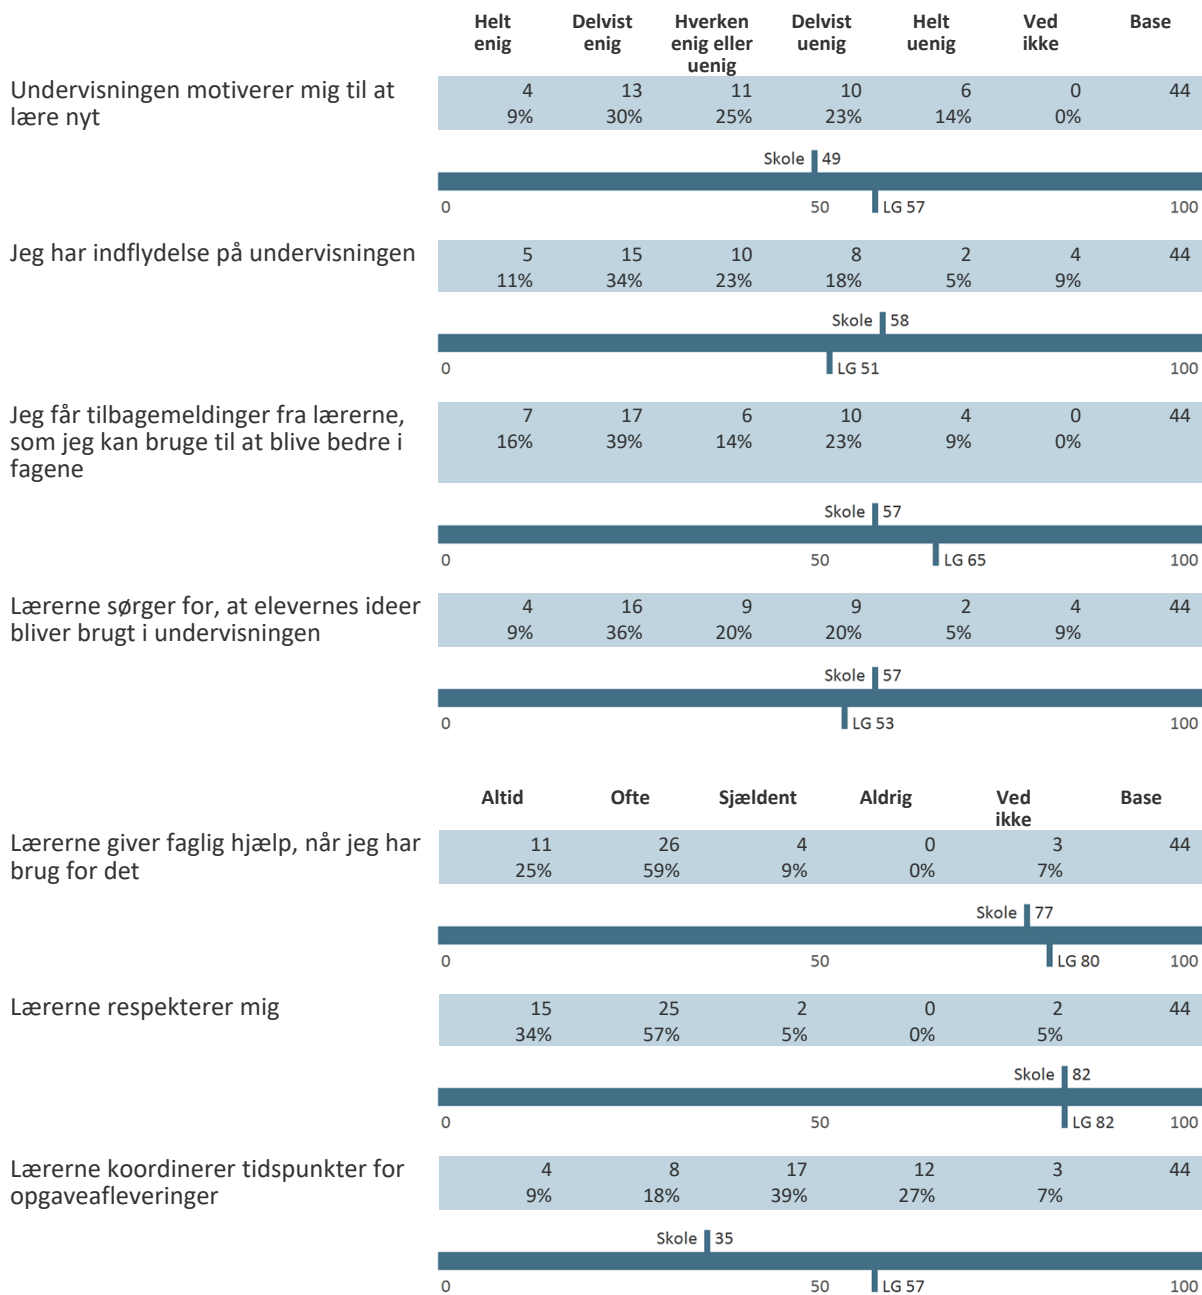 Helt enig Delvist enig Hverken enig eller uenig Delvist uenig Helt uenig Ved ikke Base
Undervisningen motiverer mig til at 4 13 11 10 6 0 44
lære nyt 9% 30% 25% 23% 14% 0%
Skole 49
0 50 LG 57 100
Jeg har indflydelse på undervisningen 5 15 10 8 2 4 44
11% 34% 23% 18% 5% 9%
Skole 58
0 LG 51 100
Jeg får tilbagemeldinger fra lærerne, 7 17 6 10 4 0 44
som jeg kan bruge til at blive bedre i 16% 39% 14% 23% 9% 0%
fagene
Skole 57
0 50 LG 65 100
Lærerne sørger for, at elevernes ideer 4 16 9 9 2 4 44
bliver brugt i undervisningen 9% 36% 20% 20% 5% 9%
Skole 57
0 LG 53 100
Altid Ofte Sjældent Aldrig Ved ikke Base
Lærerne giver faglig hjælp, når jeg har 11 26 4 0 3 44
brug for det 25% 59% 9% 0% 7%
Skole 77
0 50 LG 80 100
Lærerne respekterer mig 15 25 2 0 2 44
34% 57% 5% 0% 5%
Skole 82
0 50 LG 82 100
Lærerne koordinerer tidspunkter for 4 8 17 12 3 44
opgaveafleveringer 9% 18% 39% 27% 7%
Skole 35
0 50 LG 57 100